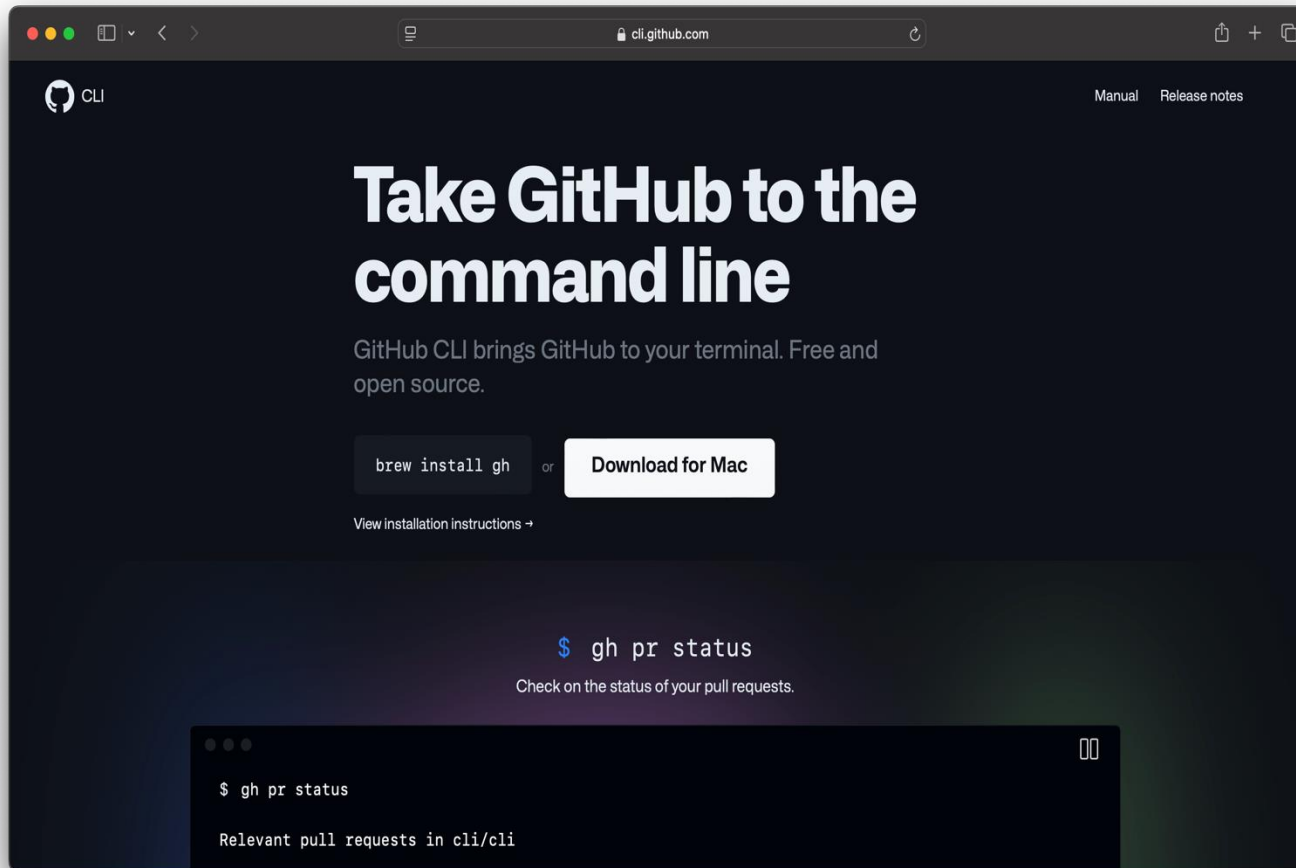 cli.github.com
CLI
Manual Release notes
Take GitHub to the
command line
GitHub CLI brings GitHub to your terminal. Free and
open source.
brew install gh or Download for Mac
View installation instructions →
$ gh pr status
Check on the status of your pull requests.
$ gh pr status
Relevant pull requests in cli/cli